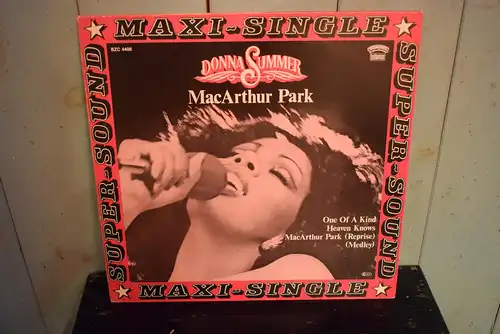 MAXI-SINGLE
BZC 4408
DONNA SUMMER
MacArthur Park
SUPER-SOUND
SUPER-SOUND
One Of A Kind
Heaven Knows
MacArthur Park (Reprise)
(Medley)
MAXI-SINGLE